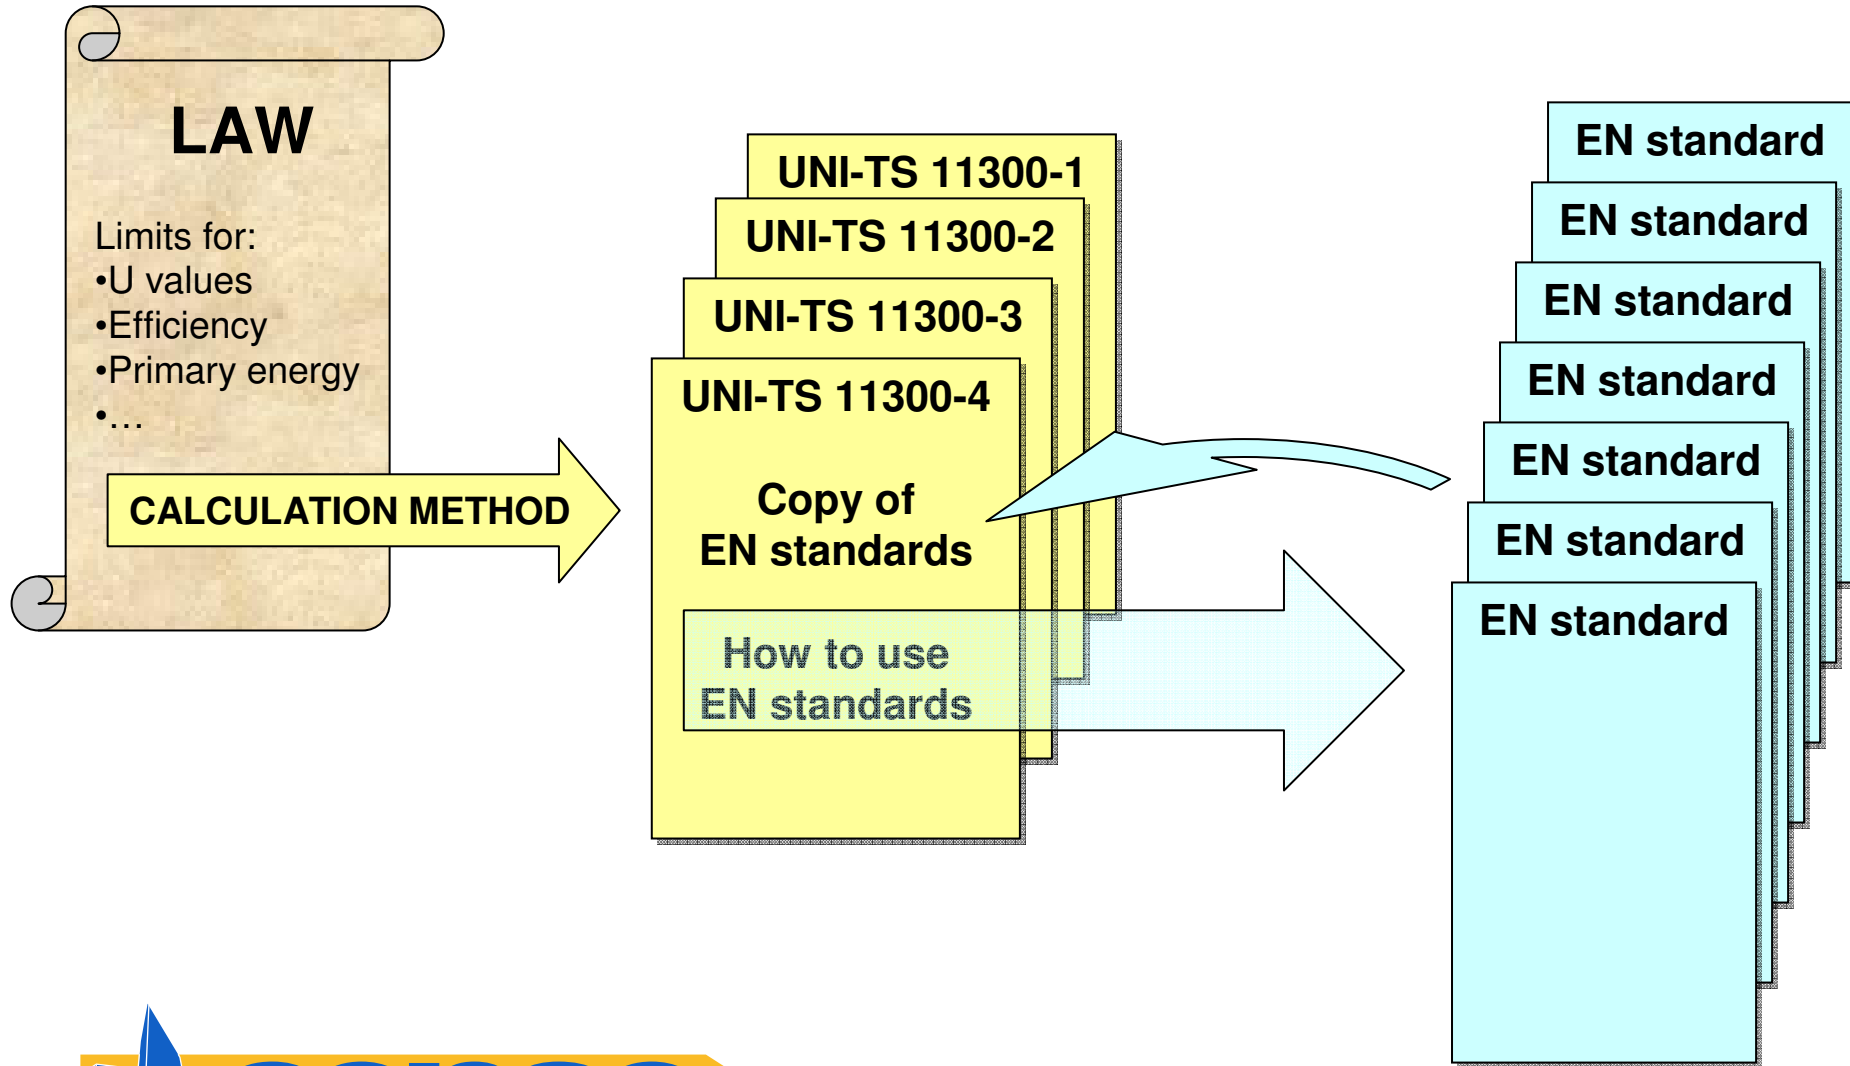 LAW
Limits for:
•U values
•Efficiency
•Primary energy
•…
CALCULATION METHOD
UNI-TS 11300-1
UNI-TS 11300-2
UNI-TS 11300-3
UNI-TS 11300-4
Copy of
EN standards
How to use
EN standards
EN standard
EN standard
EN standard
EN standard
EN standard
EN standard
EN standard